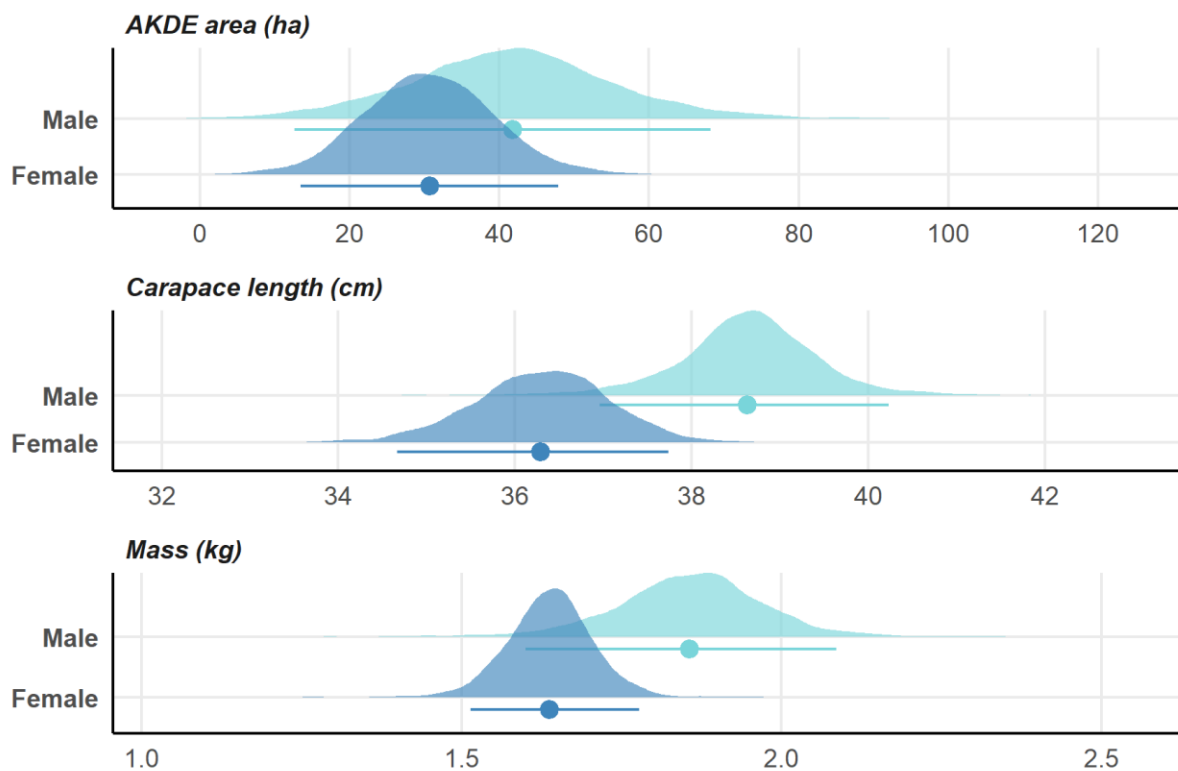 AKDE area (ha)
Male
Female
0 20 40 60 80 100 120
Carapace length (cm)
Male
Female
32 34 36 38 40 42
Mass (kg)
Male
Female
1.0 1.5 2.0 2.5